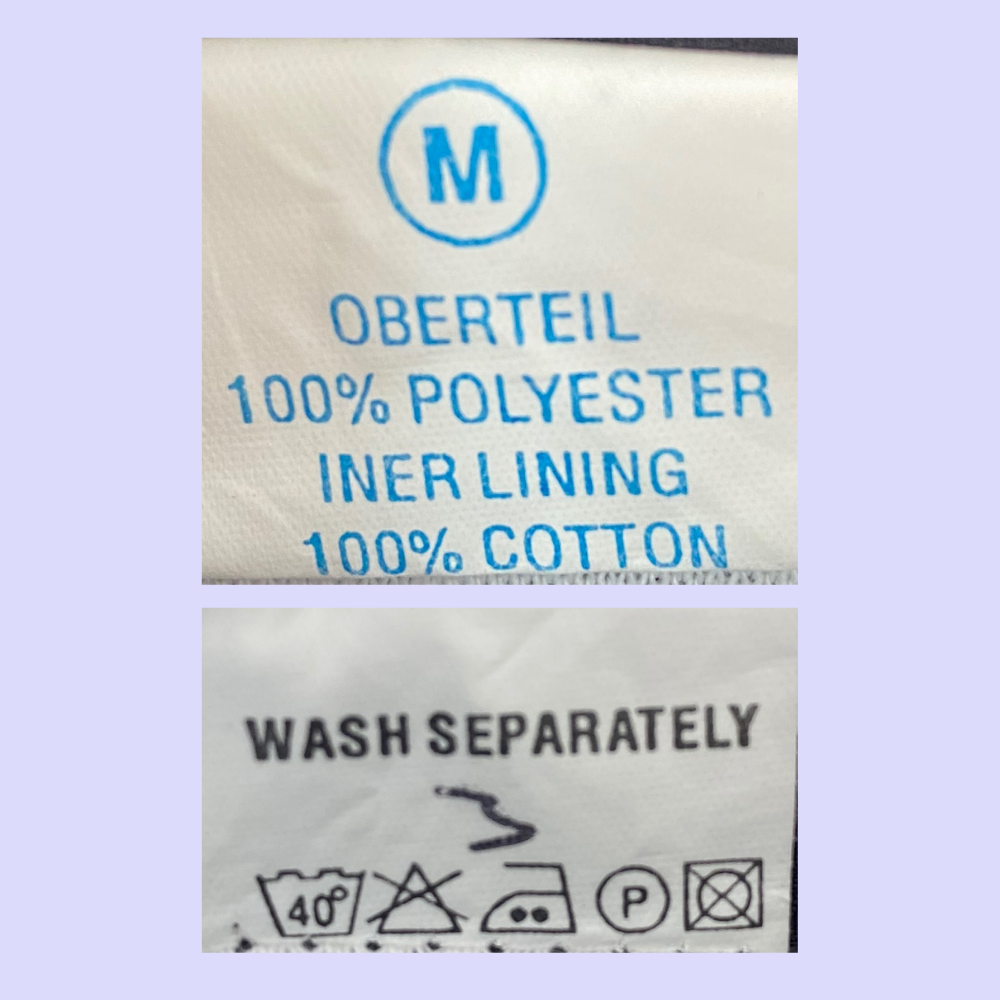 M
OBERTEIL
100% POLYESTER
INER LINING
100% COTTON
WASH SEPARATELY
40° P